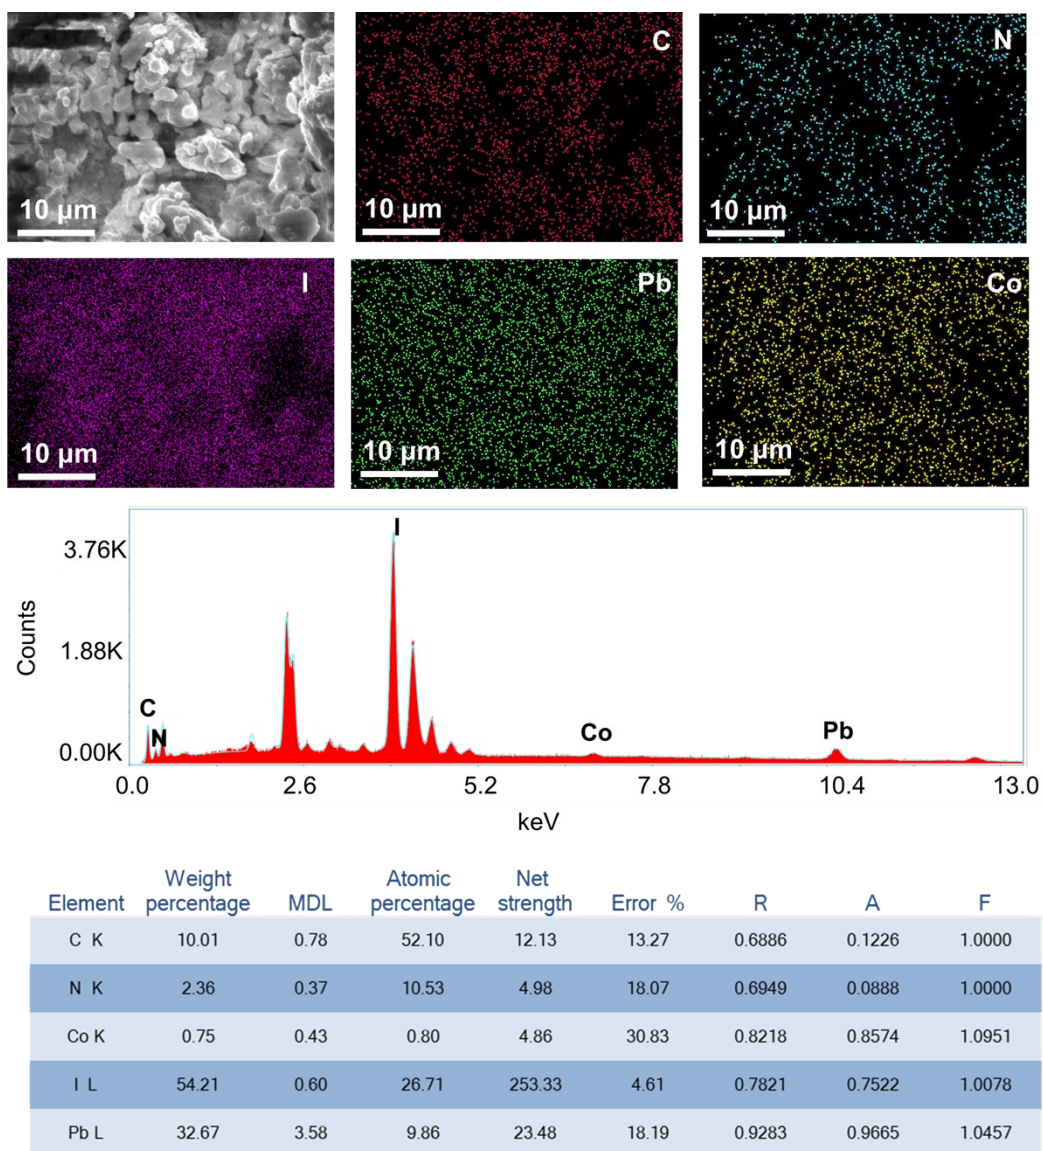 C
N
10 μm
10 μm
10 μm
I
Pb
Co
10 μm
10 μm
10 μm
I
3.76K
Counts
1.88K
C
N
Co
Pb
0.00K
0.0 2.6 5.2 7.8 10.4 13.0
keV
Element Weight percentage MDL Atomic percentage Net strength Error % R A F
C K 10.01 0.78 52.10 12.13 13.27 0.6886 0.1226 1.0000
N K 2.36 0.37 10.53 4.98 18.07 0.6949 0.0888 1.0000
Co K 0.75 0.43 0.80 4.86 30.83 0.8218 0.8574 1.0951
I L 54.21 0.60 26.71 253.33 4.61 0.7821 0.7522 1.0078
Pb L 32.67 3.58 9.86 23.48 18.19 0.9283 0.9665 1.0457